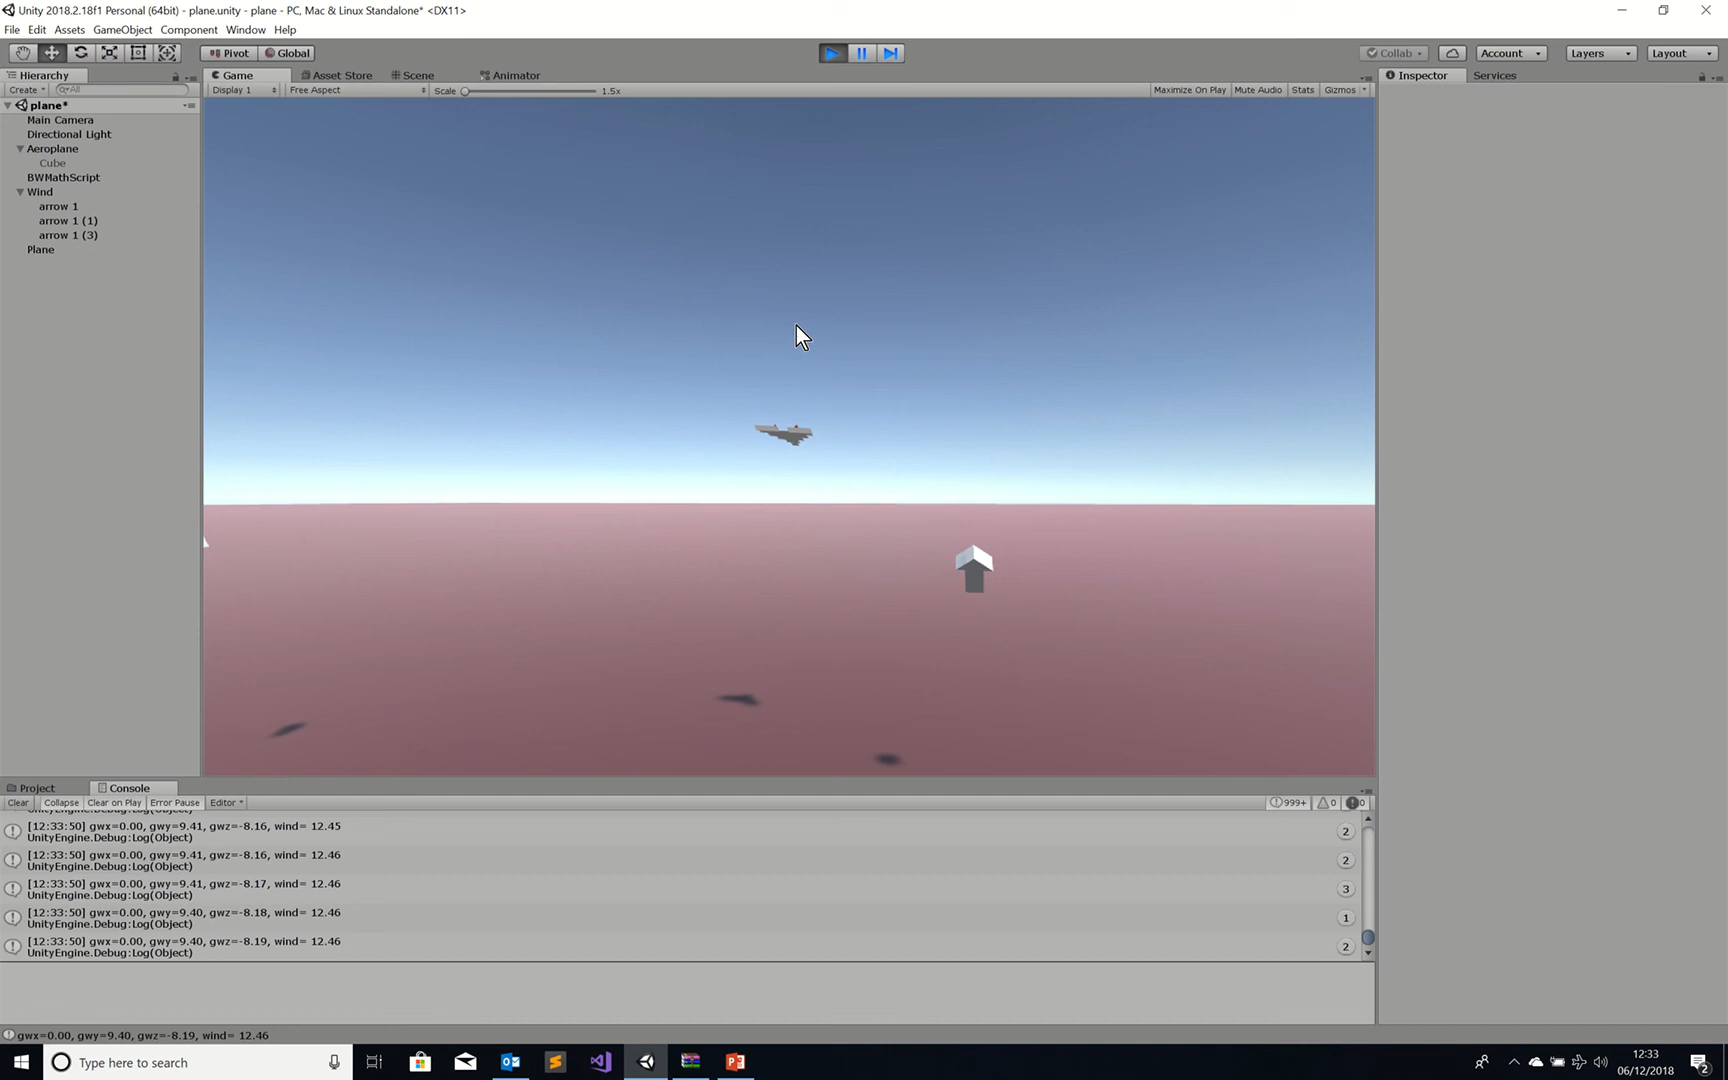 Unity 2018.2.18f1 Personal (64bit) - plane.unity - plane - PC, Mac & Linux Standalone* <DX11>
File Edit Assets GameObject Component Window Help
Pivot Global Collab Account Layers Layout
Hierarchy Game Asset Store Scene Animator Inspector Services
Create All Display 1 Free Aspect Scale 1.5x Maximize On Play Mute Audio Stats Gizmos
plane*
Main Camera
Directional Light
Aeroplane
Cube
BWMathScript
Wind
arrow 1
arrow 1 (1)
arrow 1 (3)
Plane
Project Console
Clear Collapse Clear on Play Error Pause Editor 999+ 0 0
UnityEngine.Debug:Log(Object)
[12:33:50] gwx=0.00, gwy=9.41, gwz=-8.16, wind= 12.45
UnityEngine.Debug:Log(Object)
2
[12:33:50] gwx=0.00, gwy=9.41, gwz=-8.16, wind= 12.46
UnityEngine.Debug:Log(Object)
2
[12:33:50] gwx=0.00, gwy=9.41, gwz=-8.17, wind= 12.46
UnityEngine.Debug:Log(Object)
3
[12:33:50] gwx=0.00, gwy=9.40, gwz=-8.18, wind= 12.46
UnityEngine.Debug:Log(Object)
1
[12:33:50] gwx=0.00, gwy=9.40, gwz=-8.19, wind= 12.46
UnityEngine.Debug:Log(Object)
2
gwx=0.00, gwy=9.40, gwz=-8.19, wind= 12.46
Type here to search
12:33
06/12/2018
2